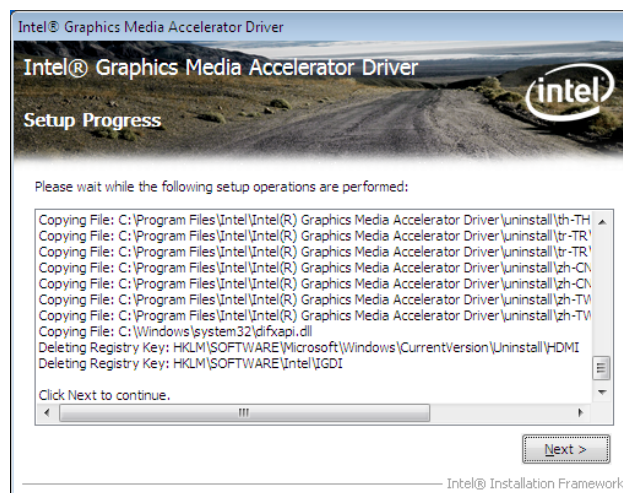 Intel® Graphics Media Accelerator Driver
Intel® Graphics Media Accelerator Driver
intel
Setup Progress
Please wait while the following setup operations are performed:
Copying File: C:\Program Files\Intel\Intel(R) Graphics Media Accelerator Driver\uninstall\th-TH
Copying File: C:\Program Files\Intel\Intel(R) Graphics Media Accelerator Driver\uninstall\tr-TR\
Copying File: C:\Program Files\Intel\Intel(R) Graphics Media Accelerator Driver\uninstall\tr-TR\
Copying File: C:\Program Files\Intel\Intel(R) Graphics Media Accelerator Driver\uninstall\zh-CN
Copying File: C:\Program Files\Intel\Intel(R) Graphics Media Accelerator Driver\uninstall\zh-CN
Copying File: C:\Program Files\Intel\Intel(R) Graphics Media Accelerator Driver\uninstall\zh-TW
Copying File: C:\Program Files\Intel\Intel(R) Graphics Media Accelerator Driver\uninstall\zh-TW
Copying File: C:\Windows\system32\difxapi.dll
Deleting Registry Key: HKLM\SOFTWARE\Microsoft\Windows\CurrentVersion\Uninstall\HDMI
Deleting Registry Key: HKLM\SOFTWARE\Intel\IGDI
Click Next to continue.
Next >
Intel® Installation Framework